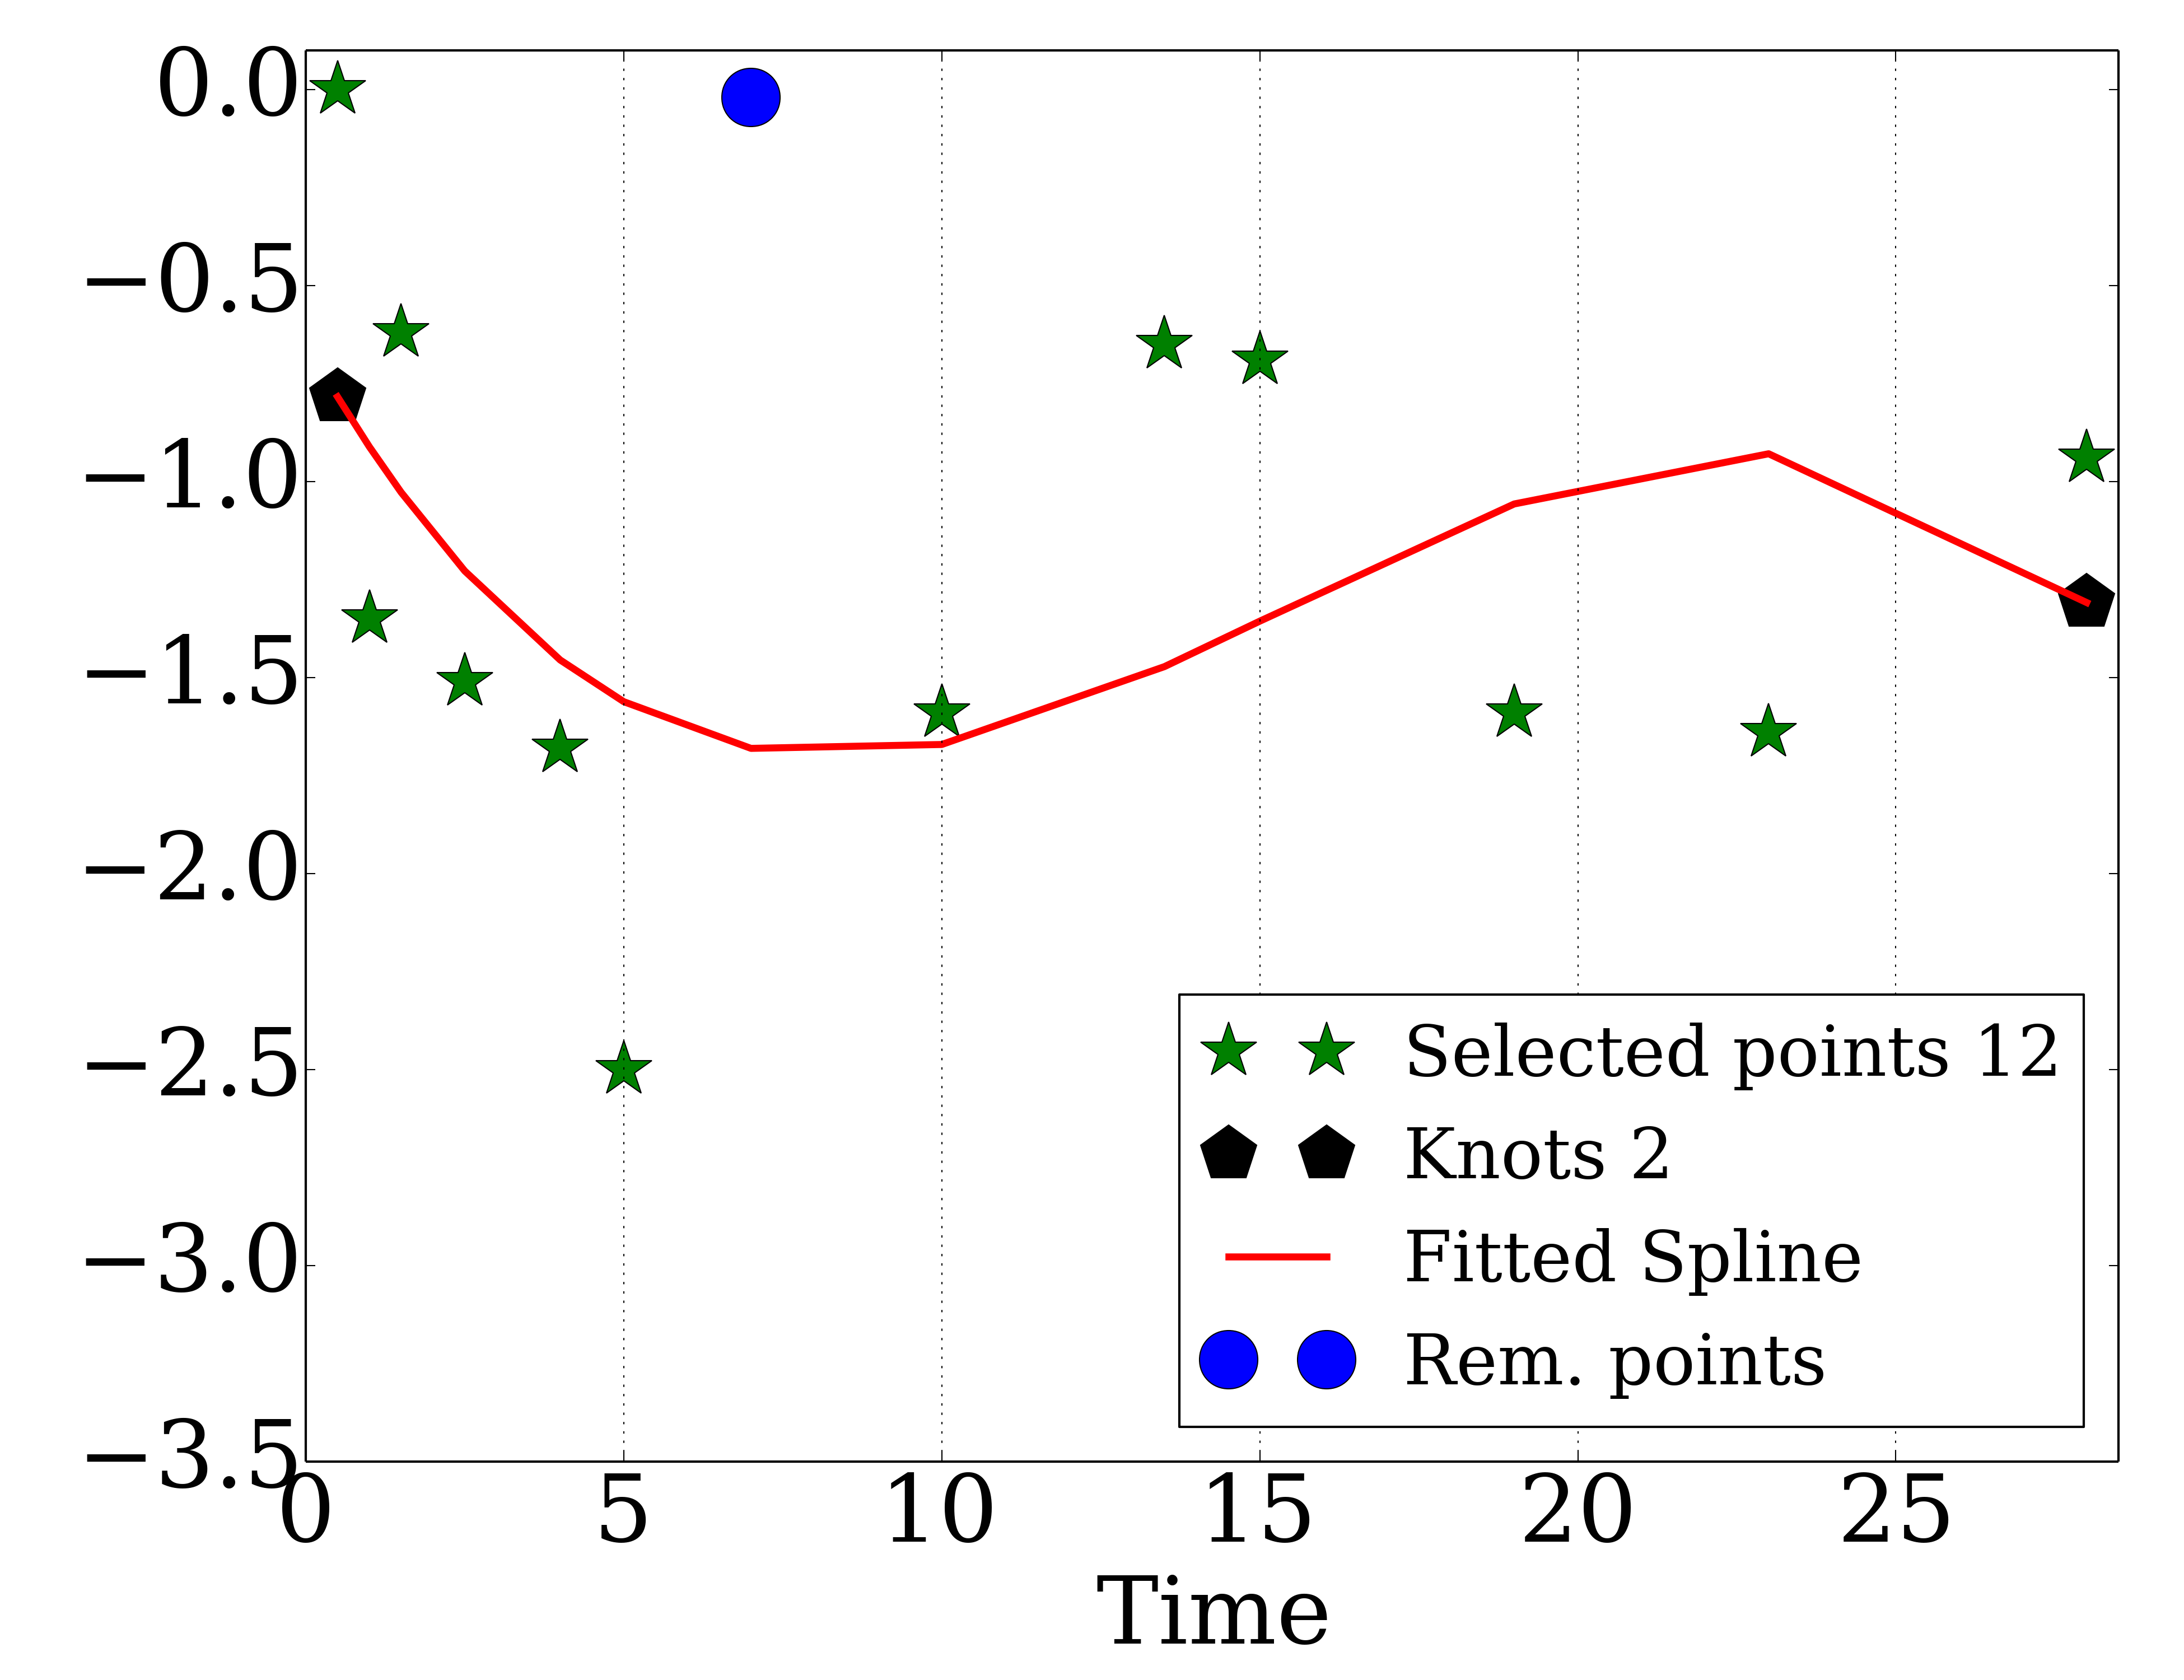 0.0
−0.5
−1.0
−1.5
−2.0
−2.5
−3.0
−3.5
0 5 10 15 20 25
Time
Selected points 12
Knots 2
Fitted Spline
Rem. points